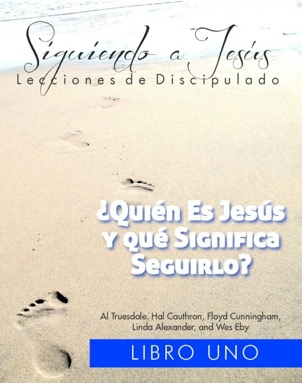 Siguiendo a Jesús
Lecciones de Discipulado
¿Quién Es Jesús
y qué Significa
Seguirlo?
Al Truesdale, Hal Cauthron, Floyd Cunningham,
Linda Alexander, and Wes Eby
LIBRO UNO